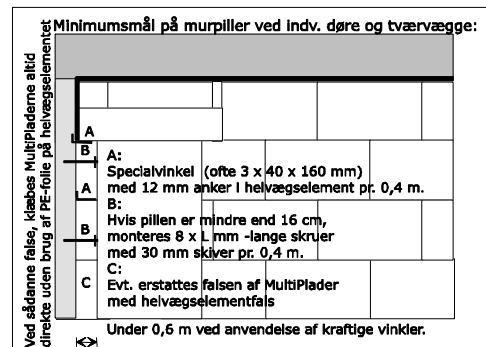 Minimumsmål på murpiller ved indv. døre og tværvægge:
Ved sådanne false, klæbes MultiPladerne altid
direkte uden brug af PE-folie på helvægselementet
A
B
A
B
C
A:
Specialvinkel (ofte 3 x 40 x 160 mm)
med 12 mm anker i helvægselement pr. 0,4 m.
B:
Hvis pillen er mindre end 16 cm,
monteres 8 x L mm -lange skruer
med 30 mm skiver pr. 0,4 m.
C:
Evt. erstattes falsen af MultiPlader
med helvægselementfals
Under 0,6 m ved anvendelse af kraftige vinkler.